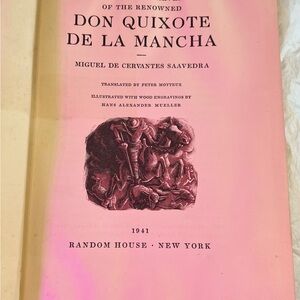 OF THE RENOWNED
DON QUIXOTE
DE LA MANCHA
MIGUEL DE CERVANTES SAAVEDRA
TRANSLATED BY PETER MOTTEUX
ILLUSTRATED WITH WOOD ENGRAVINGS BY
HANS ALEXANDER MUELLER
1941
RANDOM HOUSE · NEW YORK